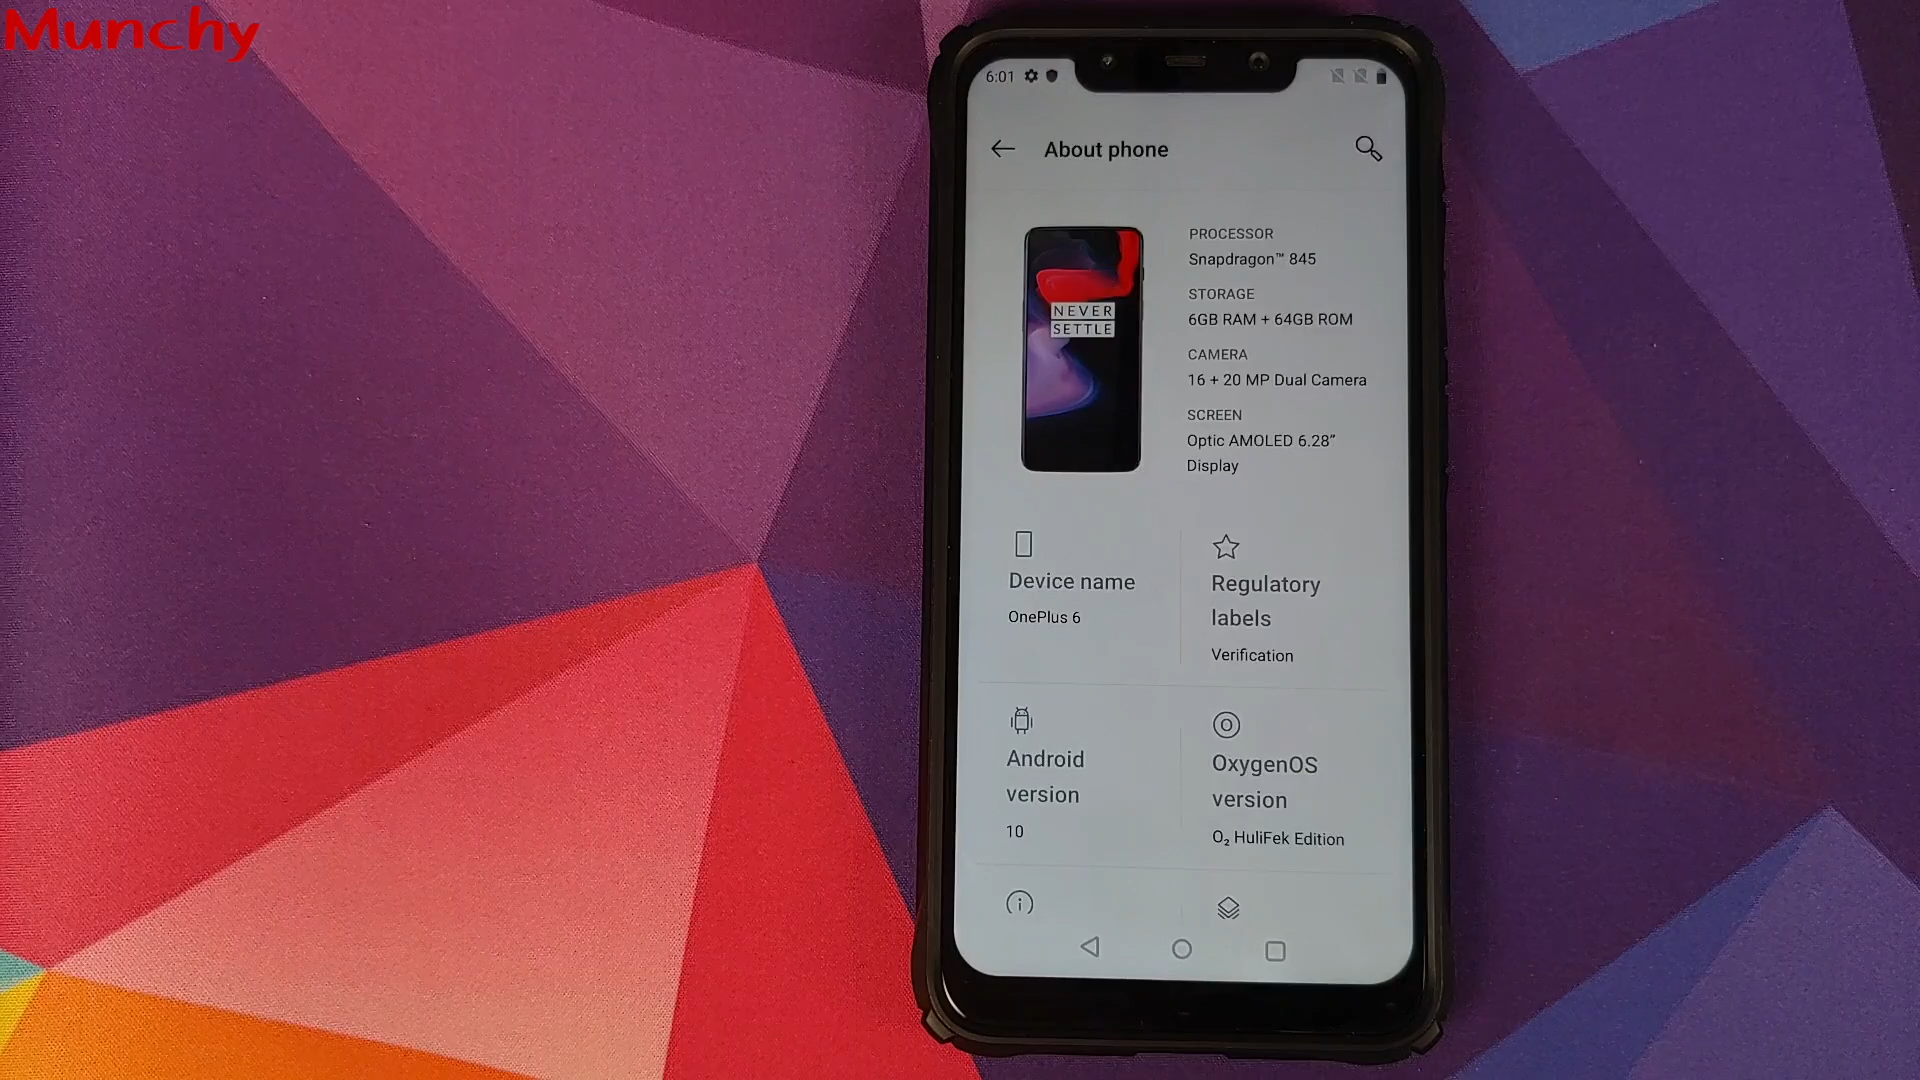 Munchy
6:01
About phone
NEVER
SETTLE
PROCESSOR
Snapdragon™ 845
STORAGE
6GB RAM + 64GB ROM
CAMERA
16 + 20 MP Dual Camera
SCREEN
Optic AMOLED 6.28”
Display
Device name
OnePlus 6
Regulatory
labels
Verification
Android
version
10
OxygenOS
version
O₂ HuliFek Edition